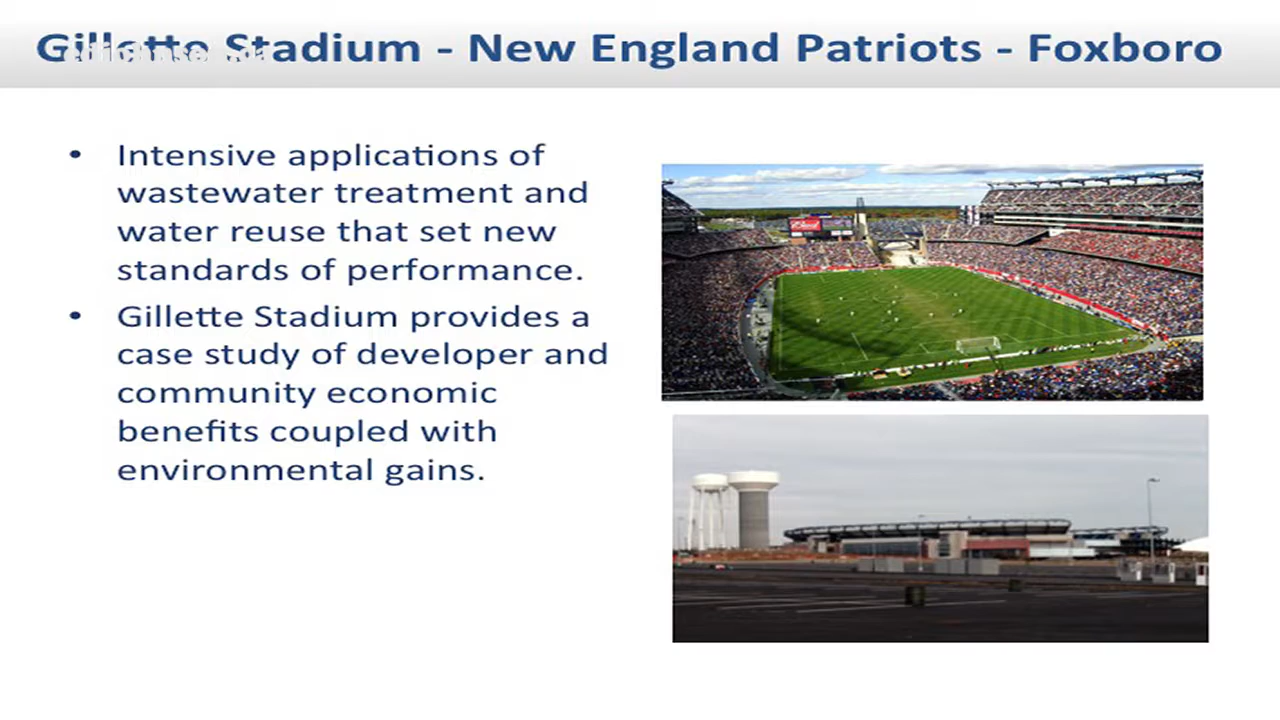 Gillette Stadium - New England Patriots - Foxboro
• Intensive applications of
wastewater treatment and
water reuse that set new
standards of performance.
• Gillette Stadium provides a
case study of developer and
community economic
benefits coupled with
environmental gains.